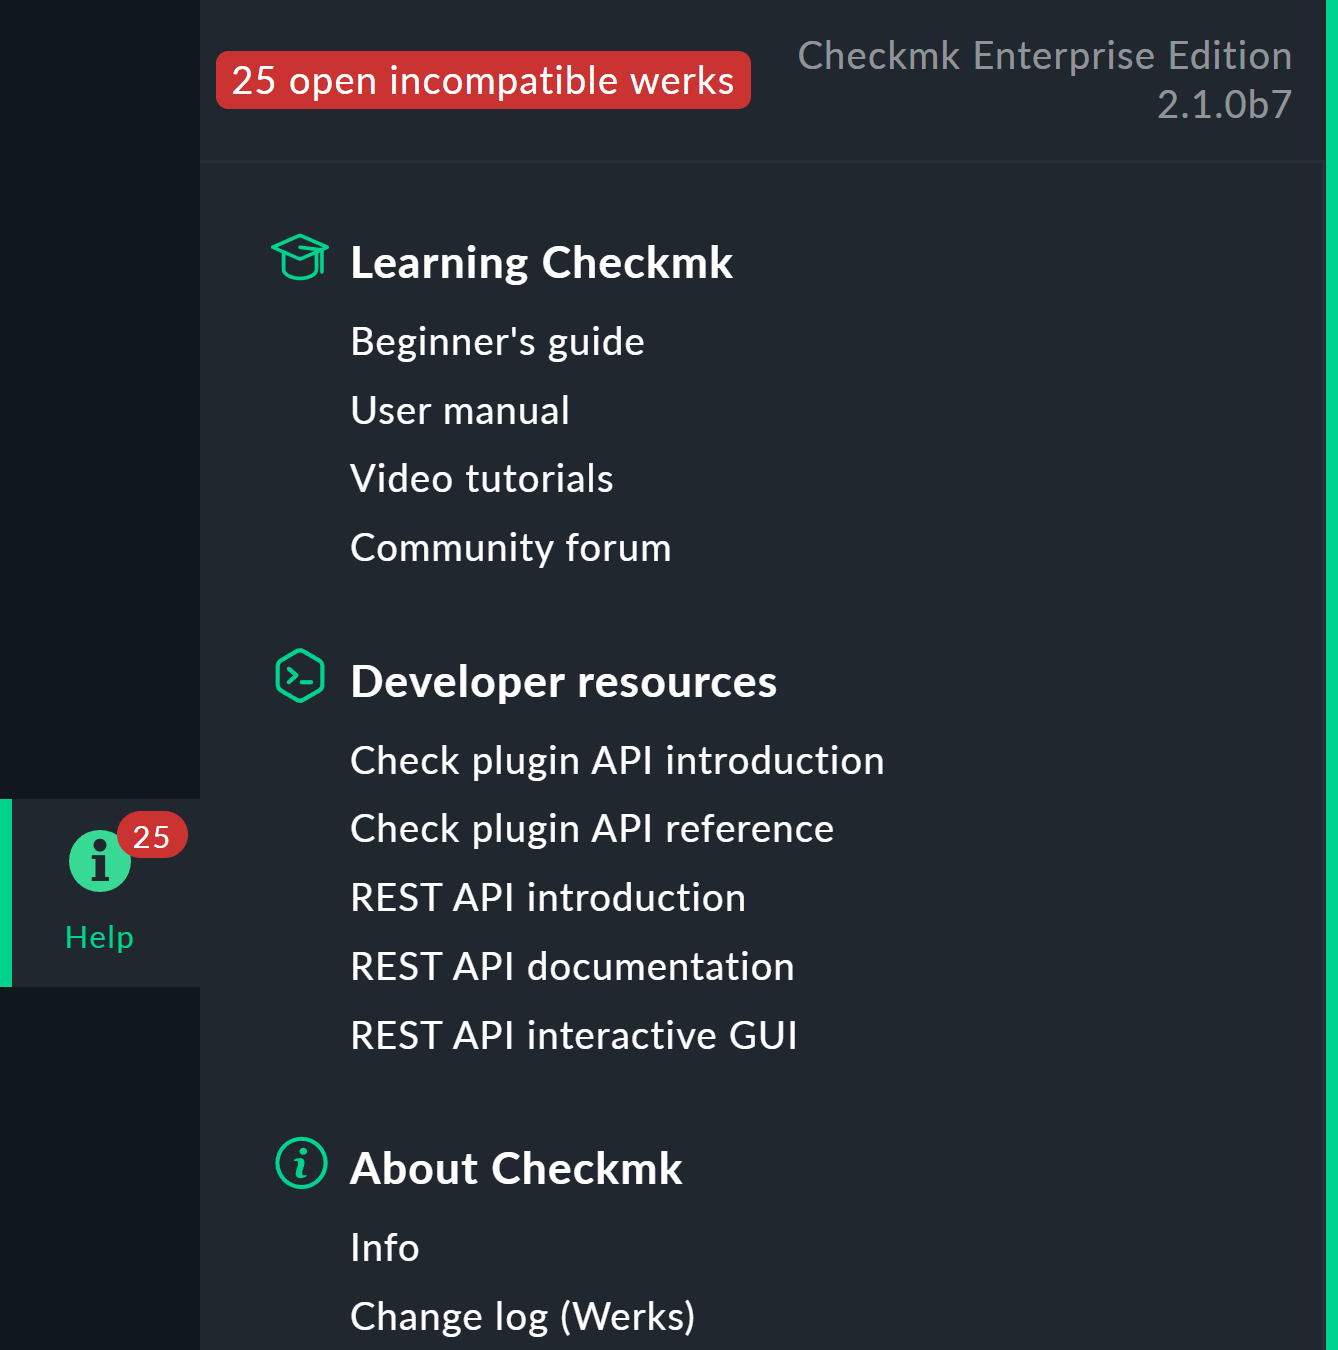 25 open incompatible werks
Checkmk Enterprise Edition
2.1.0b7
Learning Checkmk
Beginner's guide
User manual
Video tutorials
Community forum
Developer resources
Check plugin API introduction
Check plugin API reference
REST API introduction
REST API documentation
REST API interactive GUI
25
Help
About Checkmk
Info
Change log (Werks)